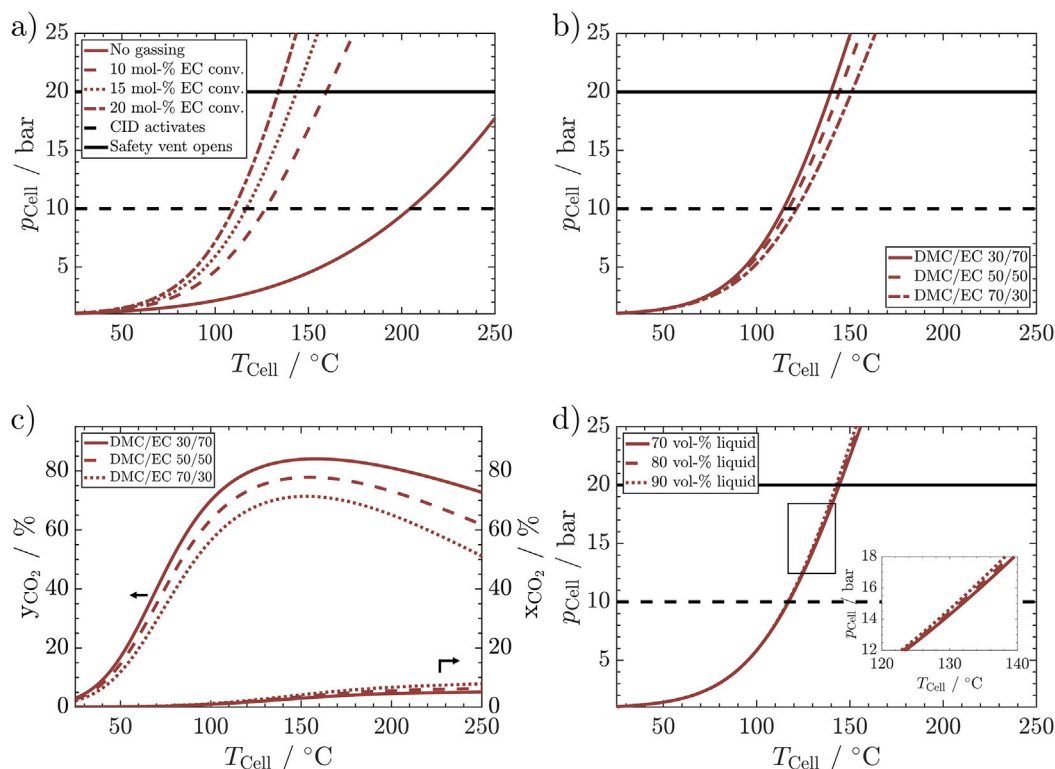 a)
25
20
15
10
5
p_Cell / bar
No gassing
10 mol-% EC conv.
15 mol-% EC conv.
20 mol-% EC conv.
CID activates
Safety vent opens
50 100 150 200 250
T_Cell / °C
b)
25
20
15
10
5
p_Cell / bar
DMC/EC 30/70
DMC/EC 50/50
DMC/EC 70/30
50 100 150 200 250
T_Cell / °C
c)
80
60
40
20
0
y_CO₂ / %
DMC/EC 30/70
DMC/EC 50/50
DMC/EC 70/30
80
60
40
20
0
x_CO₂ / %
50 100 150 200 250
T_Cell / °C
d)
25
20
15
10
5
p_Cell / bar
70 vol-% liquid
80 vol-% liquid
90 vol-% liquid
18
16
14
12
p_Cell / bar
120 130 140
T_Cell / °C
50 100 150 200 250
T_Cell / °C